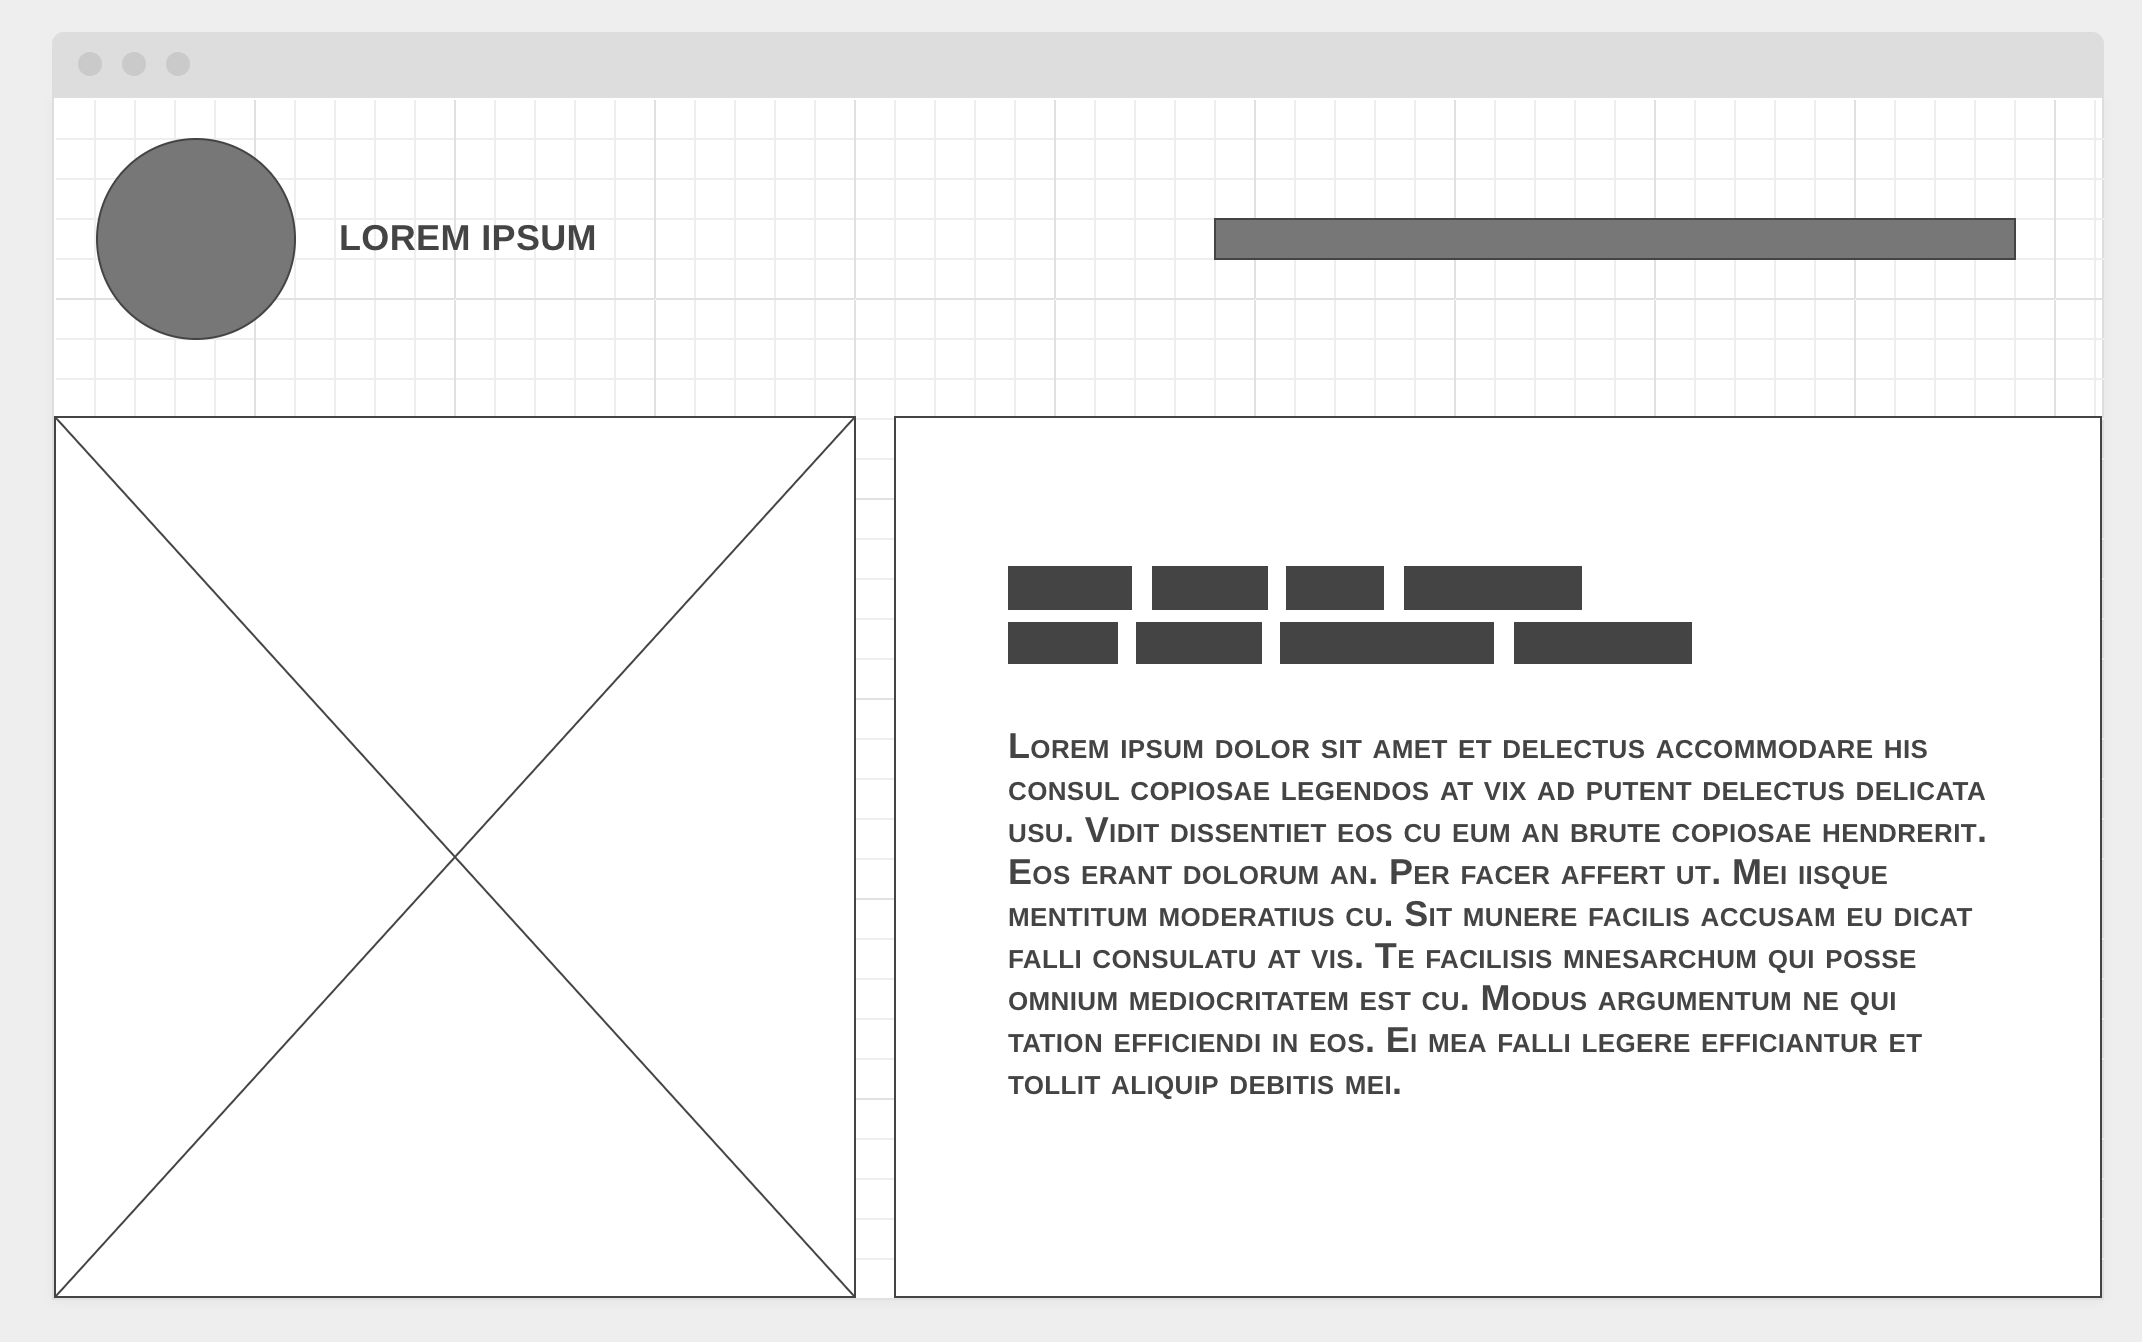 LOREM IPSUM
Lorem ipsum dolor sit amet et delectus accommodare his
consul copiosae legendos at vix ad putent delectus delicata
usu. Vidit dissentiet eos cu eum an brute copiosae hendrerit.
Eos erant dolorum an. Per facer affert ut. Mei iisque
mentitum moderatius cu. Sit munere facilis accusam eu dicat
falli consulatu at vis. Te facilisis mnesarchum qui posse
omnium mediocritatem est cu. Modus argumentum ne qui
tation efficiendi in eos. Ei mea falli legere efficiantur et
tollit aliquip debitis mei.